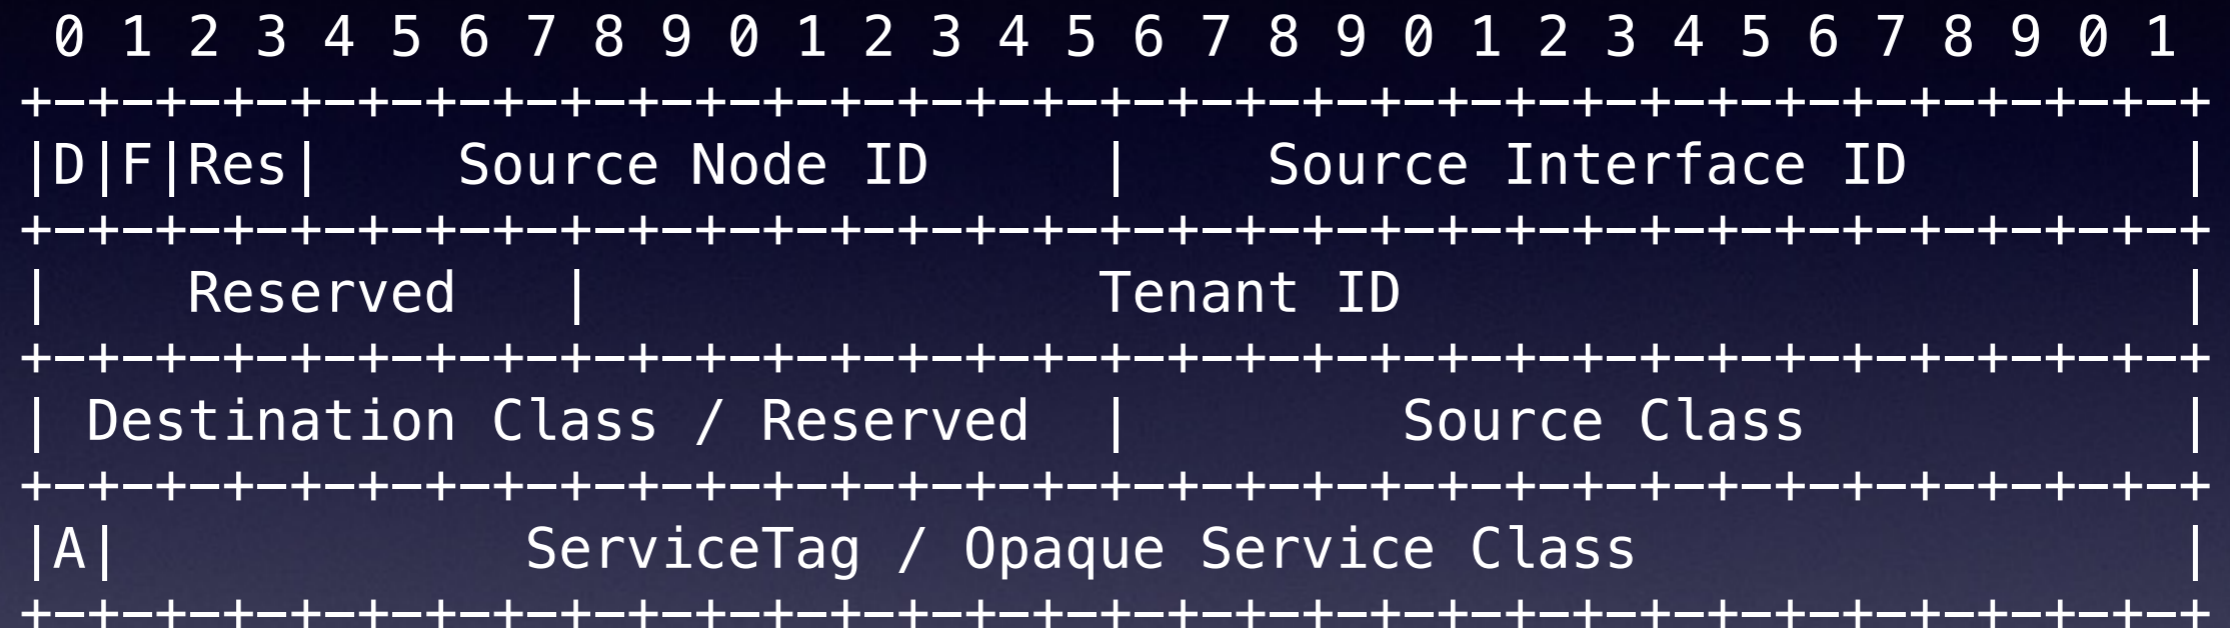 0 1 2 3 4 5 6 7 8 9 0 1 2 3 4 5 6 7 8 9 0 1 2 3 4 5 6 7 8 9 0 1
+-+-+-+-+-+-+-+-+-+-+-+-+-+-+-+-+-+-+-+-+-+-+-+-+-+-+-+-+-+-+-+-+
|D|F|Res|    Source Node ID     |    Source Interface ID        |
+-+-+-+-+-+-+-+-+-+-+-+-+-+-+-+-+-+-+-+-+-+-+-+-+-+-+-+-+-+-+-+-+
|    Reserved   |               Tenant ID                       |
+-+-+-+-+-+-+-+-+-+-+-+-+-+-+-+-+-+-+-+-+-+-+-+-+-+-+-+-+-+-+-+-+
| Destination Class / Reserved  |        Source Class           |
+-+-+-+-+-+-+-+-+-+-+-+-+-+-+-+-+-+-+-+-+-+-+-+-+-+-+-+-+-+-+-+-+
|A|            ServiceTag / Opaque Service Class                |
+-+-+-+-+-+-+-+-+-+-+-+-+-+-+-+-+-+-+-+-+-+-+-+-+-+-+-+-+-+-+-+-+